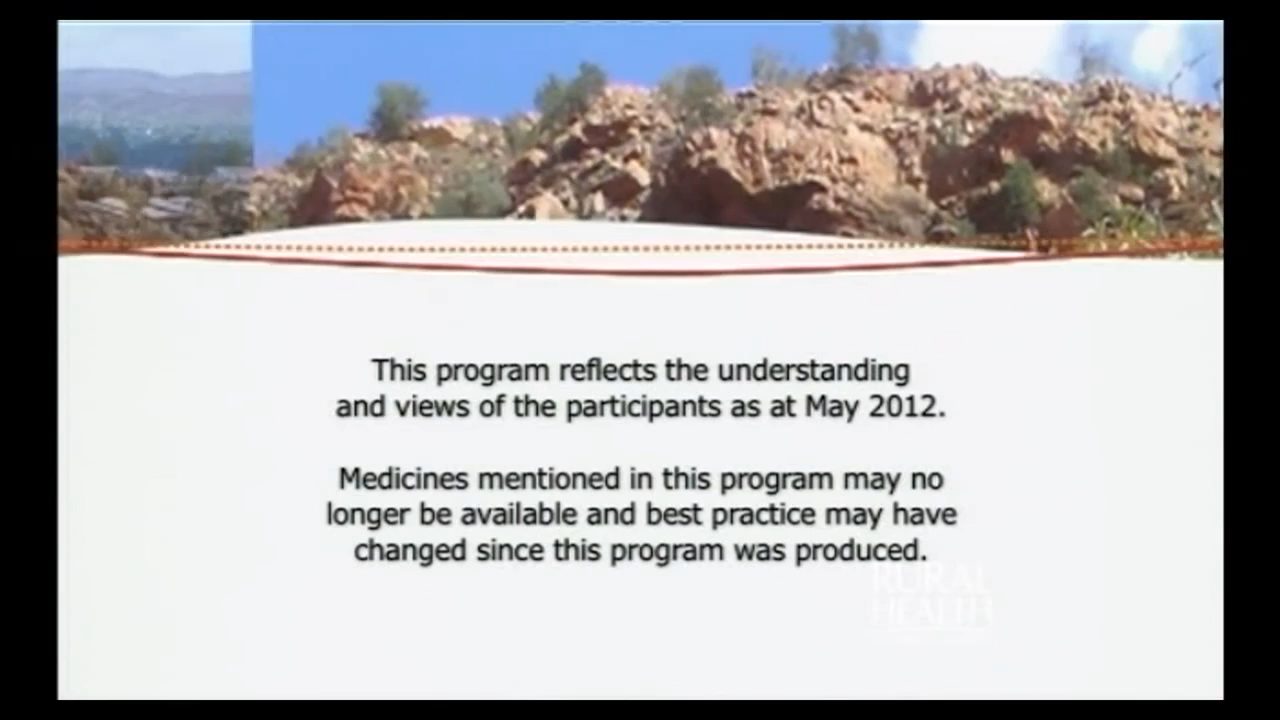 This program reflects the understanding
and views of the participants as at May 2012.
Medicines mentioned in this program may no
longer be available and best practice may have
changed since this program was produced.
RURAL
HEALTH